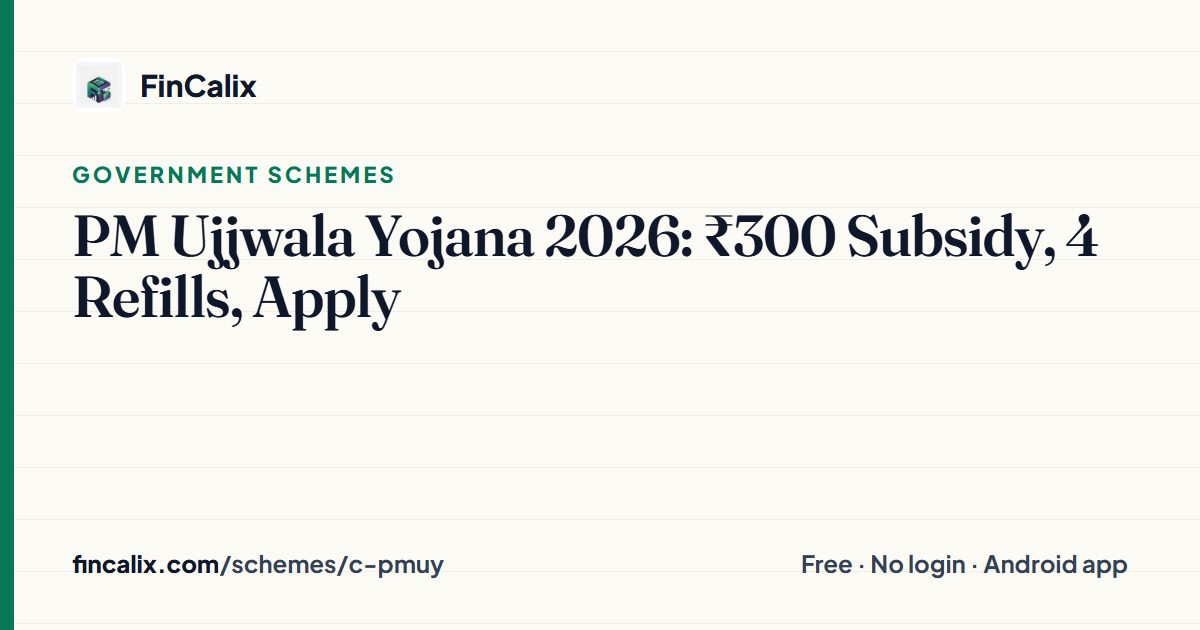 FinCalix
GOVERNMENT SCHEMES
PM Ujjwala Yojana 2026: ₹300 Subsidy, 4
Refills, Apply
fincalix.com/schemes/c-pmuy
Free · No login · Android app